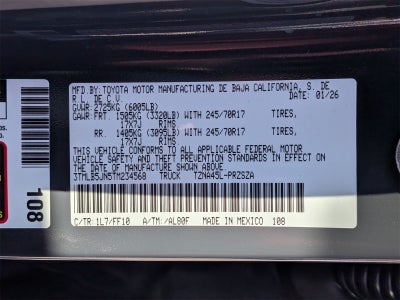 MFD.BY:TOYOTA MOTOR MANUFACTURING DE BAJA CALIFORNIA, S. DE
R.L. DE C.V.
DATE: 01/26
GVWR:2725KG (6005LB)
GAWR:FRT. 1505KG (3320LB) WITH 245/70R17 TIRES,
17X7J RIMS.
RR. 1405KG (3095LB) WITH 245/70R17 TIRES,
17X7J RIMS.
THIS VEHICLE CONFORMS TO ALL APPLICABLE FEDERAL MOTOR
VEHICLE SAFETY AND THEFT PREVENTION STANDARDS IN EFFECT ON THE
DATE OF MANUFACTURE SHOWN ABOVE.
3TMLB5JN5TM234568 TRUCK TZNA45L-PRZSZA
C/TR:1L7/FF10 A/TM:/AL80F MADE IN MEXICO 108
108